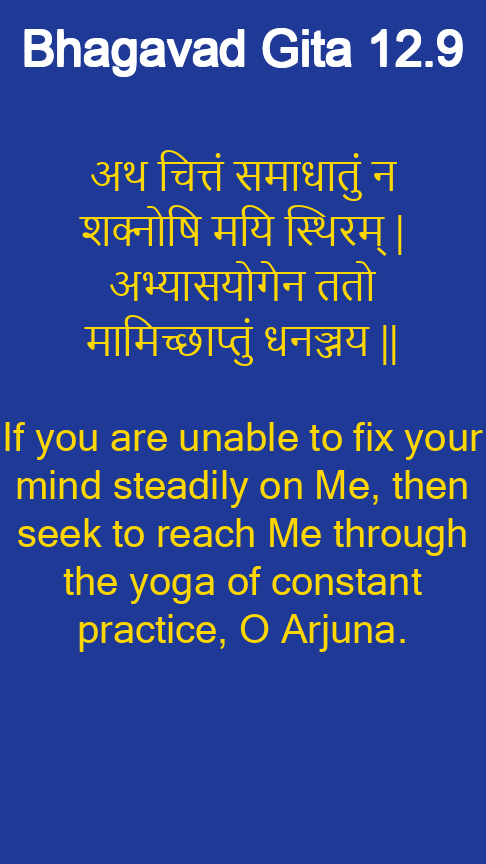 Bhagavad Gita 12.9
अथ चित्तं समाधातुं न
शक्नोषि मयि स्थिरम् |
अभ्यासयोगेन ततो
मामिच्छाप्तुं धनञ्जय ||
If you are unable to fix your
mind steadily on Me, then
seek to reach Me through
the yoga of constant
practice, O Arjuna.